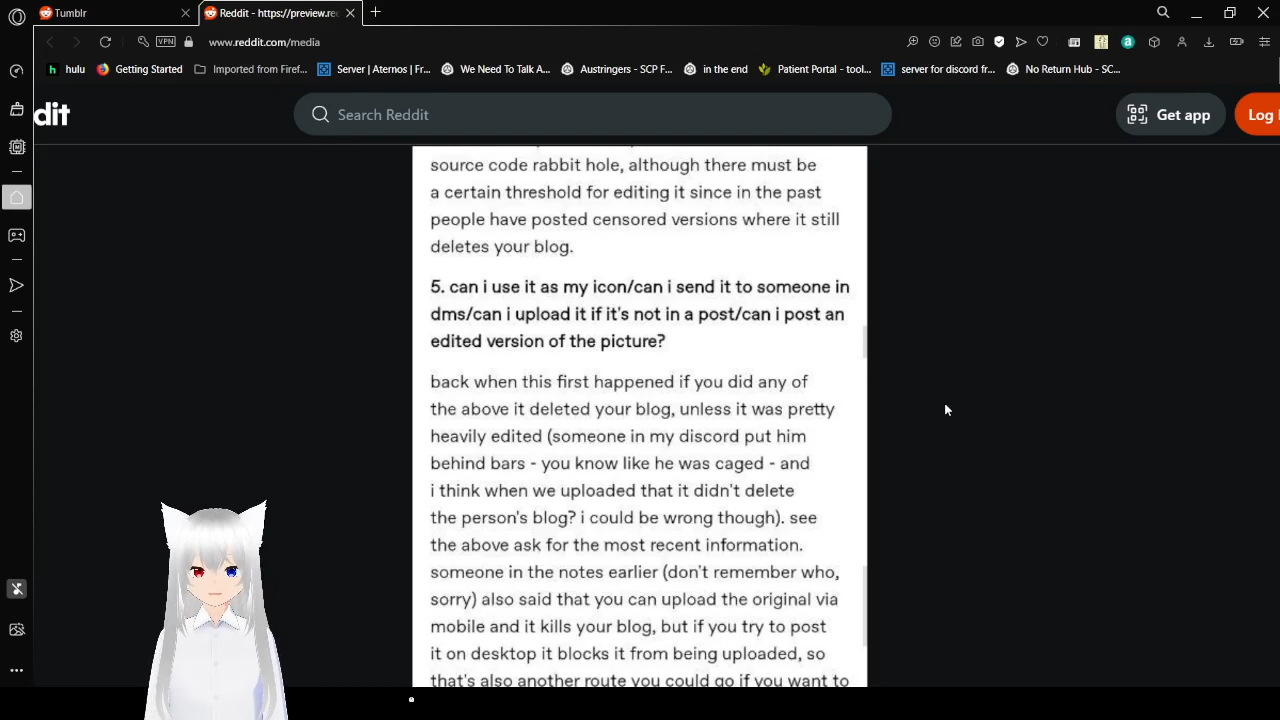 Tumblr
Reddit - https://preview.re
VPN
www.reddit.com/media
hulu
Getting Started
Imported from Firef...
Server | Aternos | Fr...
We Need To Talk A...
Austringers - SCP F...
in the end
Patient Portal - tool...
server for discord fr...
No Return Hub - SC...
dit
Search Reddit
Get app
Log
source code rabbit hole, although there must be
a certain threshold for editing it since in the past
people have posted censored versions where it still
deletes your blog.
5. can i use it as my icon/can i send it to someone in
dms/can i upload it if it's not in a post/can i post an
edited version of the picture?
back when this first happened if you did any of
the above it deleted your blog, unless it was pretty
heavily edited (someone in my discord put him
behind bars - you know like he was caged - and
i think when we uploaded that it didn't delete
the person's blog? i could be wrong though). see
the above ask for the most recent information.
someone in the notes earlier (don't remember who,
sorry) also said that you can upload the original via
mobile and it kills your blog, but if you try to post
it on desktop it blocks it from being uploaded, so
that's also another route you could go if you want to